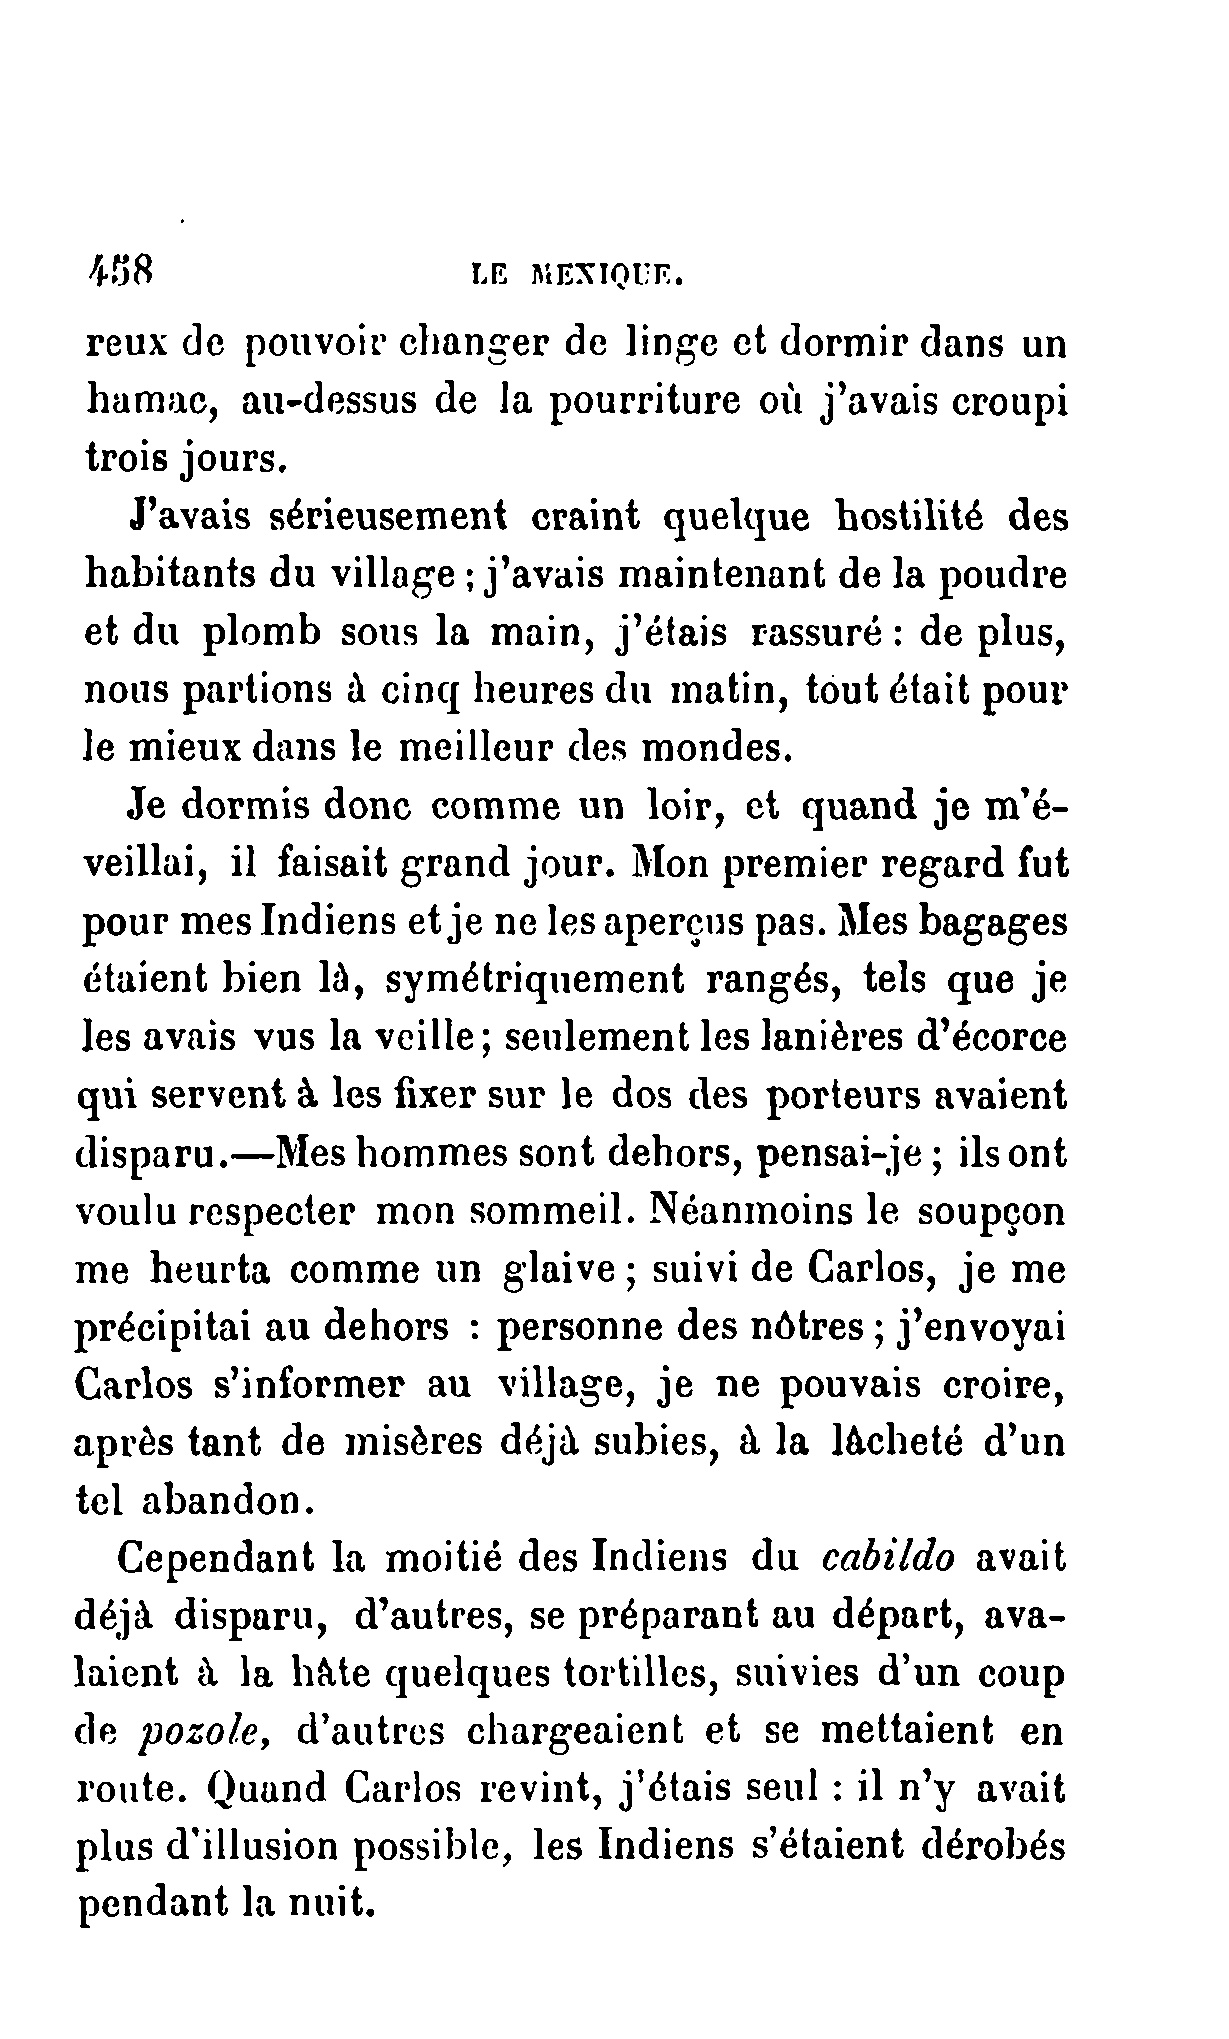 458 LE MEXIQUE.
reux de pouvoir changer de linge et dormir dans un
hamac, au-dessus de la pourriture où j'avais croupi
trois jours.
J'avais sérieusement craint quelque hostilité des
habitants du village ; j'avais maintenant de la poudre
et du plomb sous la main, j'étais rassuré : de plus,
nous partions à cinq heures du matin, tout était pour
le mieux dans le meilleur des mondes.
Je dormis donc comme un loir, et quand je m'é-
veillai, il faisait grand jour. Mon premier regard fut
pour mes Indiens et je ne les aperçus pas. Mes bagages
étaient bien là, symétriquement rangés, tels que je
les avais vus la veille ; seulement les lanières d'écorce
qui servent à les fixer sur le dos des porteurs avaient
disparu.—Mes hommes sont dehors, pensai-je ; ils ont
voulu respecter mon sommeil. Néanmoins le soupçon
me heurta comme un glaive ; suivi de Carlos, je me
précipitai au dehors : personne des nôtres ; j'envoyai
Carlos s'informer au village, je ne pouvais croire,
après tant de misères déjà subies, à la lâcheté d'un
tel abandon.
Cependant la moitié des Indiens du cabildo avait
déjà disparu, d'autres, se préparant au départ, ava-
laient à la hâte quelques tortilles, suivies d'un coup
de pozole, d'autres chargeaient et se mettaient en
route. Quand Carlos revint, j'étais seul : il n'y avait
plus d'illusion possible, les Indiens s'étaient dérobés
pendant la nuit.